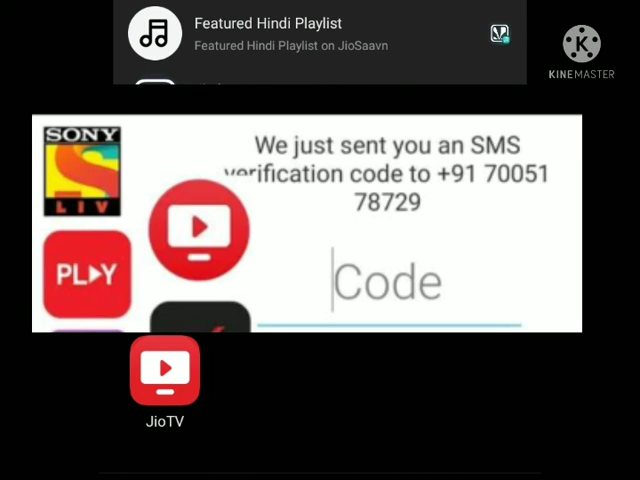 Featured Hindi Playlist
Featured Hindi Playlist on JioSaavn
K
KINEMASTER
SONY
LIV
We just sent you an SMS
verification code to +91 70051
78729
PLAY
Code
JioTV